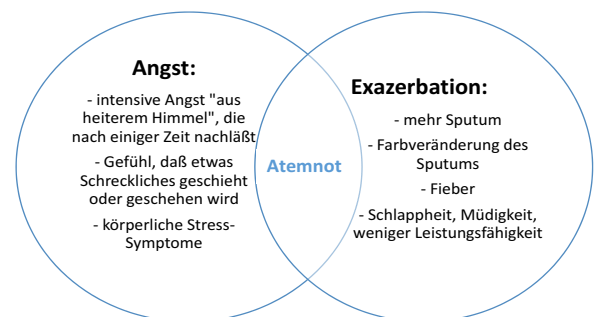 Angst:
- intensive Angst "aus
heiterem Himmel", die
nach einiger Zeit nachläßt
- Gefühl, daß etwas
Schreckliches geschieht
oder geschehen wird
- körperliche Stress-
Symptome
Atemnot
Exazerbation:
- mehr Sputum
- Farbveränderung des
Sputums
- Fieber
- Schlappheit, Müdigkeit,
weniger Leistungsfähigkeit